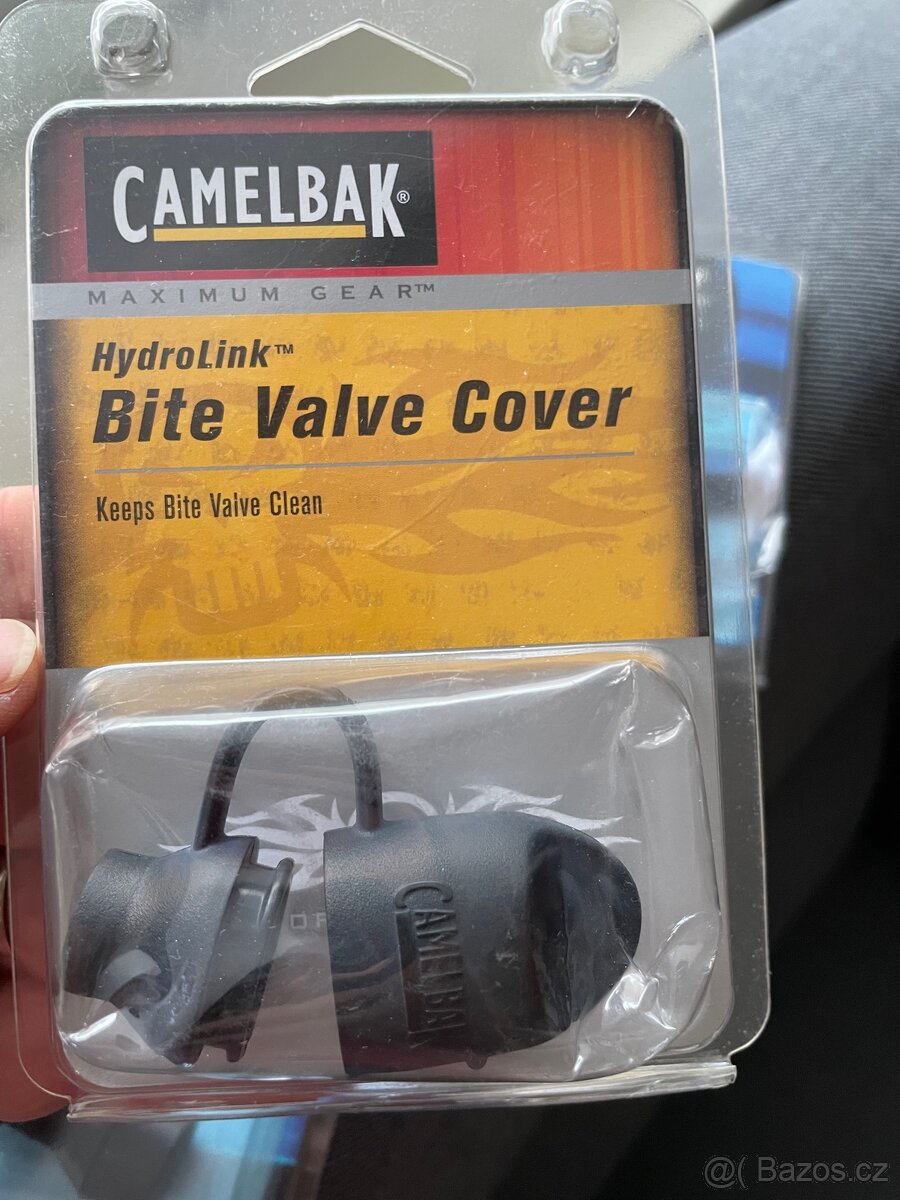 CAMELBAK®
MAXIMUM GEAR™
HydroLink™
Bite Valve Cover
Keeps Bite Valve Clean
CAMELBAK
@( Bazos.cz